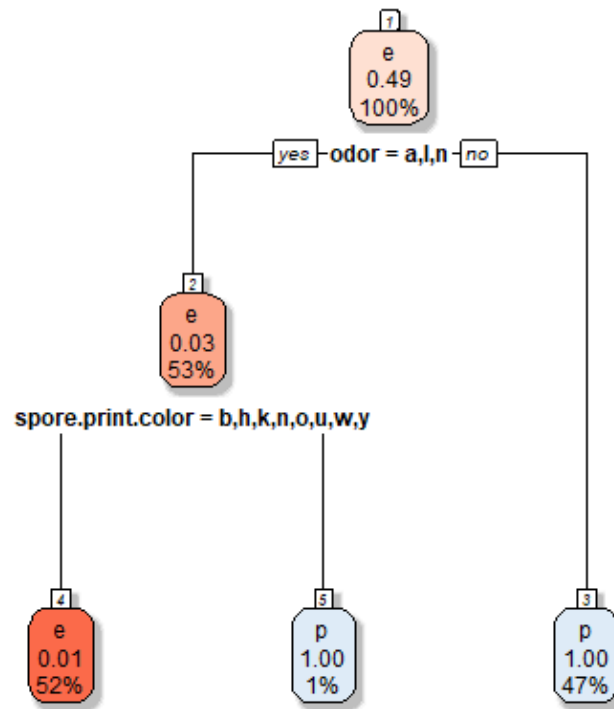 1
e
0.49
100%
yes odor = a,l,n no
2
e
0.03
53%
spore.print.color = b,h,k,n,o,u,w,y
4
e
0.01
52%
5
p
1.00
1%
3
p
1.00
47%